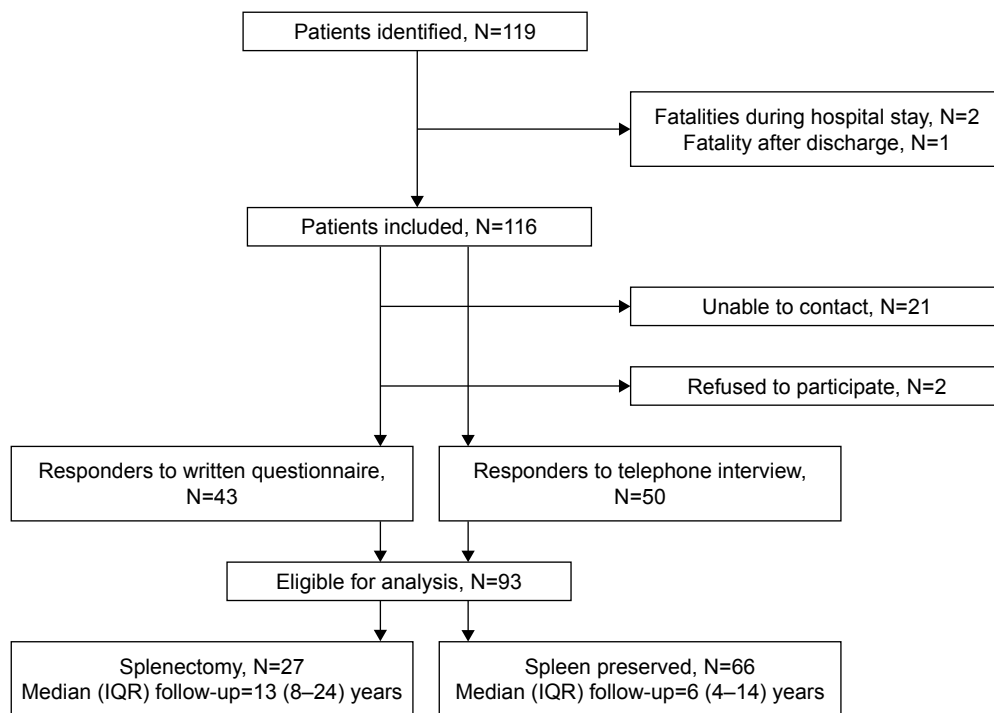 Patients identified, N=119
Fatalities during hospital stay, N=2
Fatality after discharge, N=1
Patients included, N=116
Unable to contact, N=21
Refused to participate, N=2
Responders to written questionnaire,
N=43
Responders to telephone interview,
N=50
Eligible for analysis, N=93
Splenectomy, N=27
Median (IQR) follow-up=13 (8–24) years
Spleen preserved, N=66
Median (IQR) follow-up=6 (4–14) years